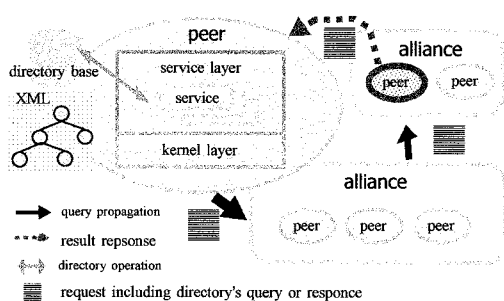 peer
alliance
service layer
directory base
peer
peer
service
XML
kernel layer
alliance
peer
peer
peer
query propagation
result repsonse
directory operation
request including directory's query or responce